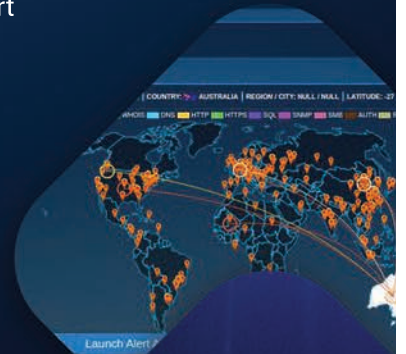 rt
| COUNTRY: AUSTRALIA | REGION / CITY: NULL / NULL | LATITUDE: -27
WHOIS DNS HTTP HTTPS SQL SNMP SMB AUTH
Launch Alert A